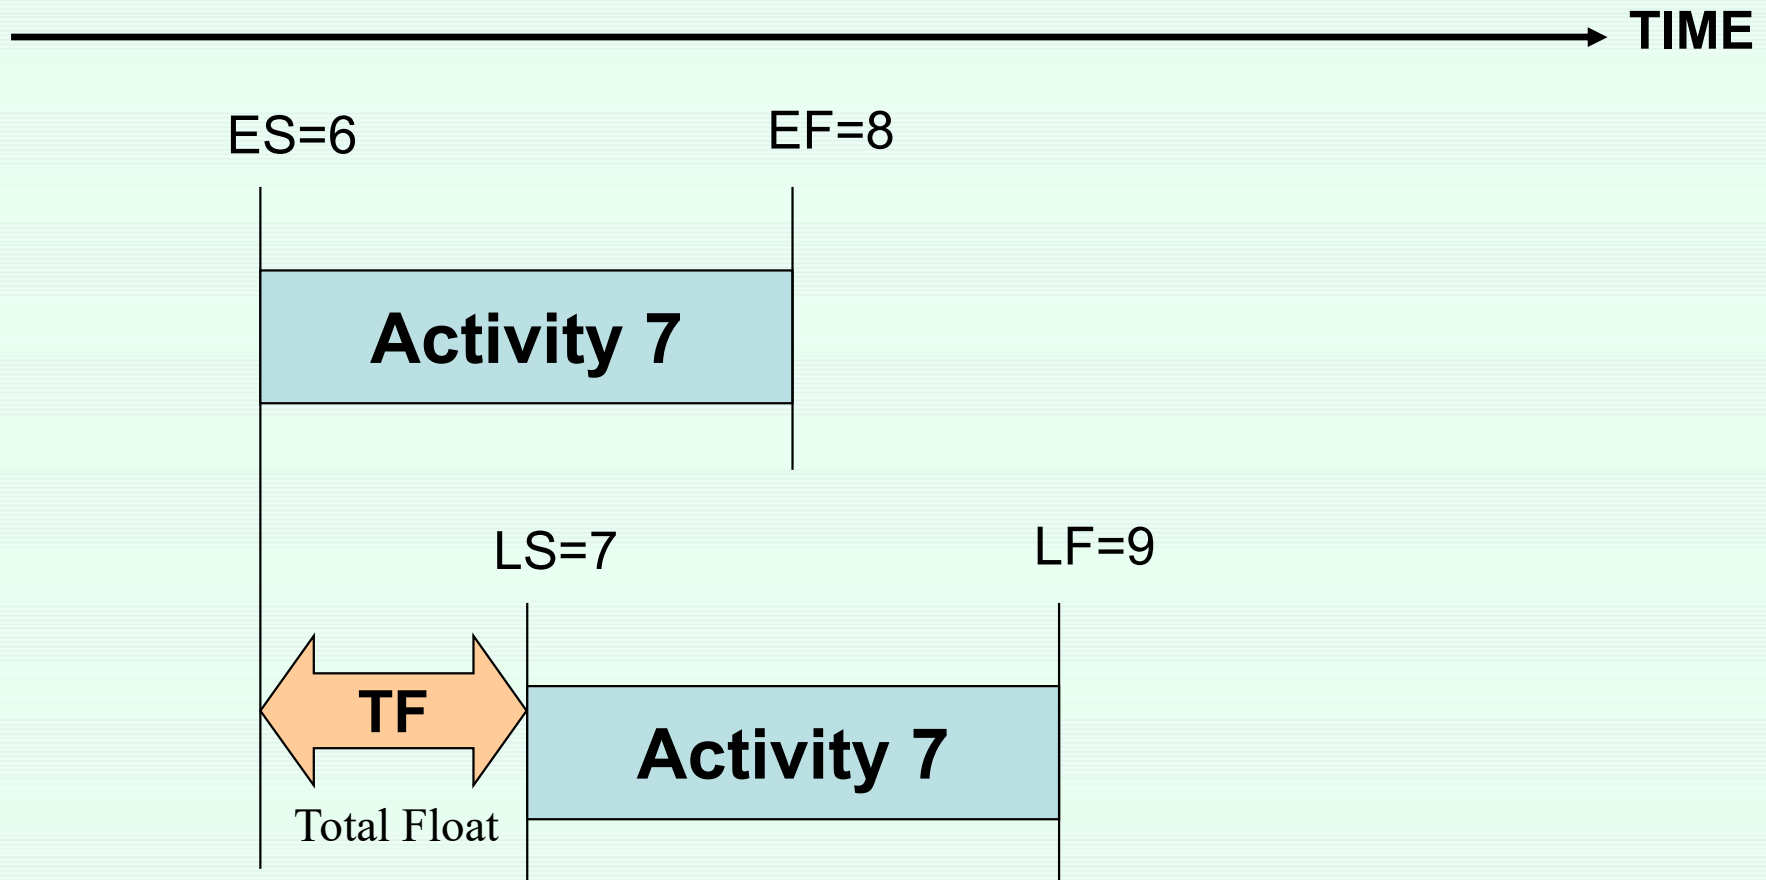 TIME
ES=6
EF=8
Activity 7
LS=7
LF=9
TF
Activity 7
Total Float